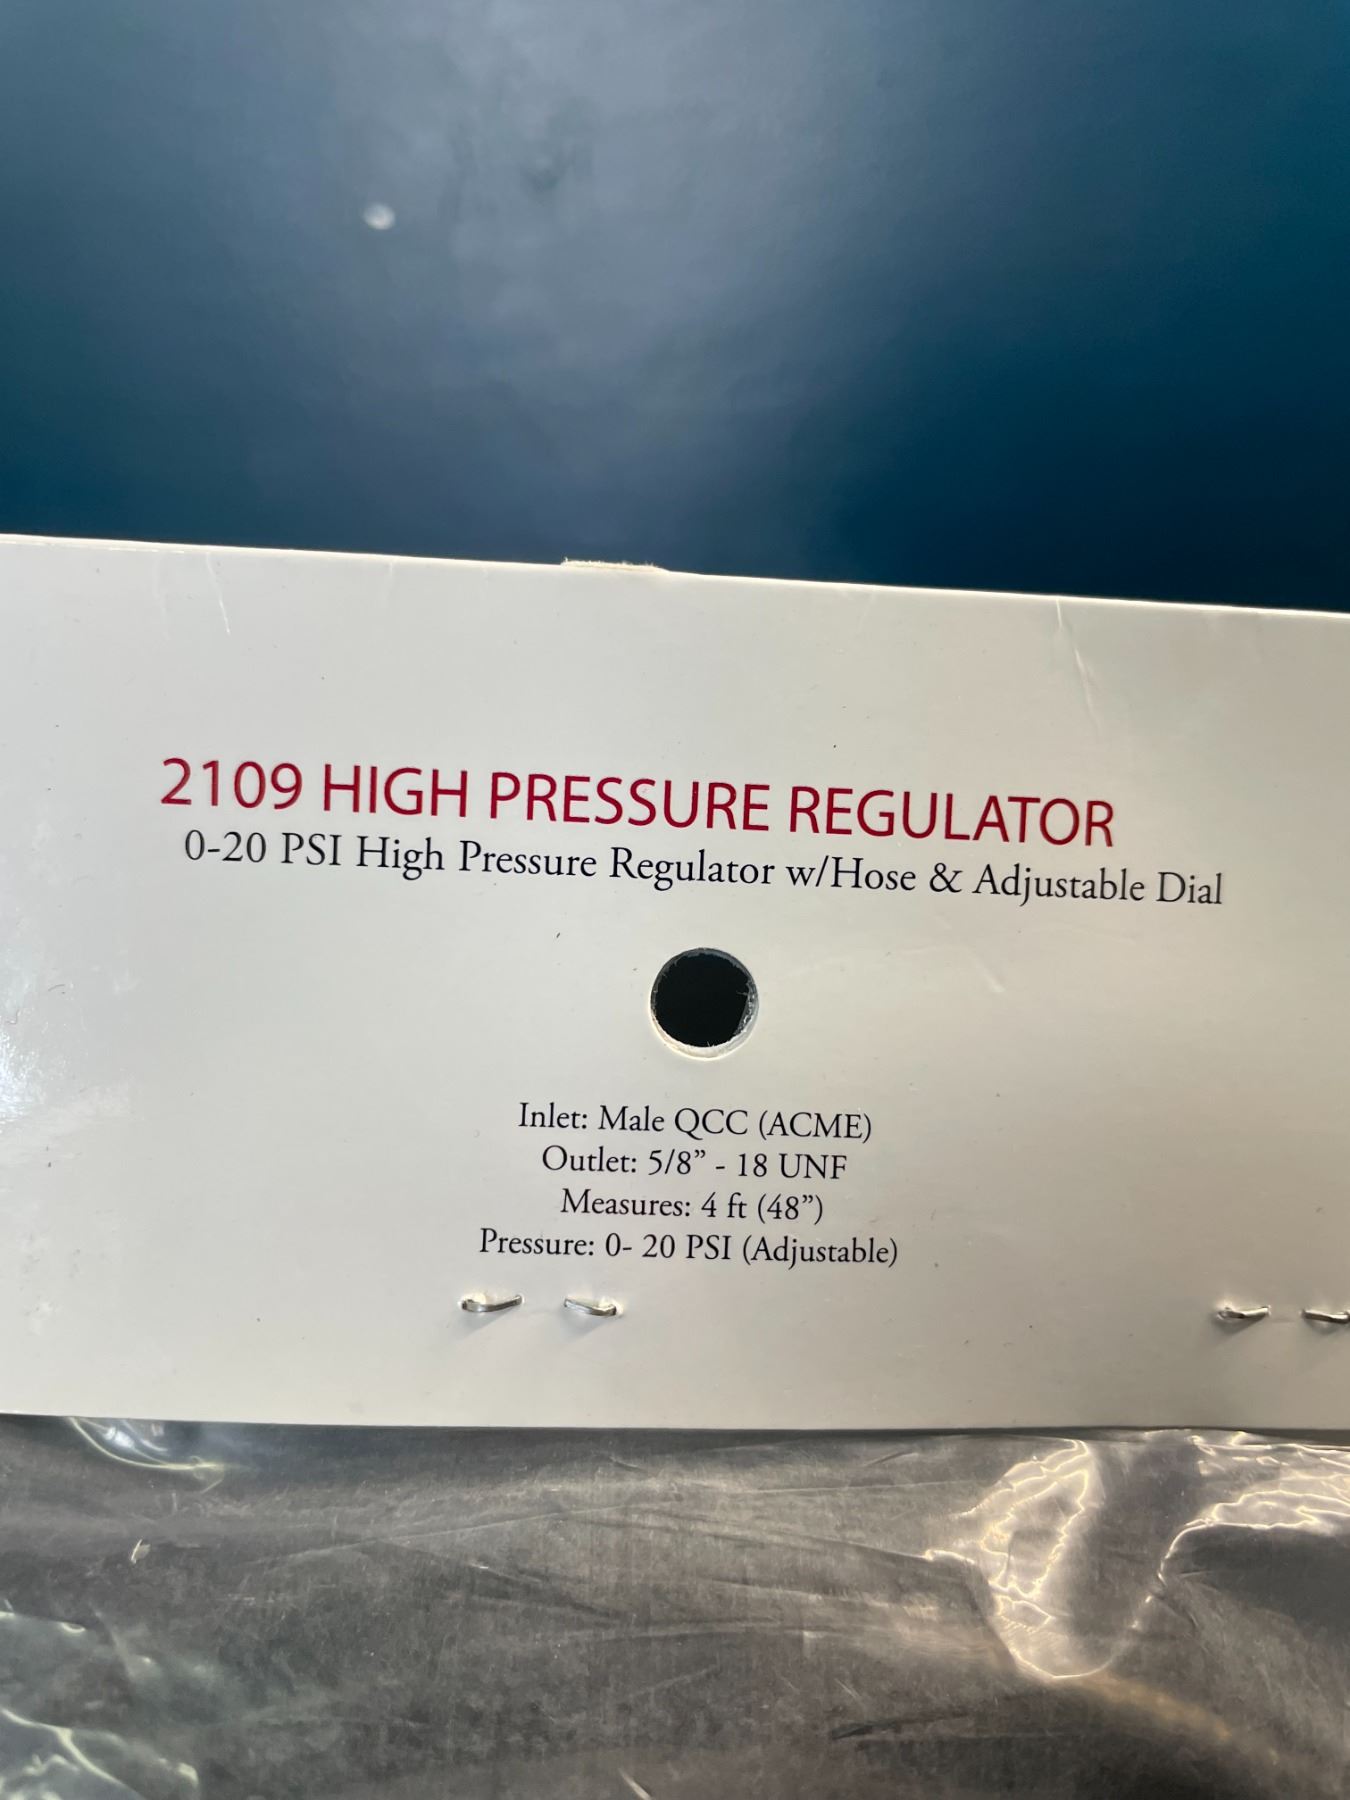 2109 HIGH PRESSURE REGULATOR
0-20 PSI High Pressure Regulator w/Hose & Adjustable Dial
Inlet: Male QCC (ACME)
Outlet: 5/8” - 18 UNF
Measures: 4 ft (48”)
Pressure: 0- 20 PSI (Adjustable)